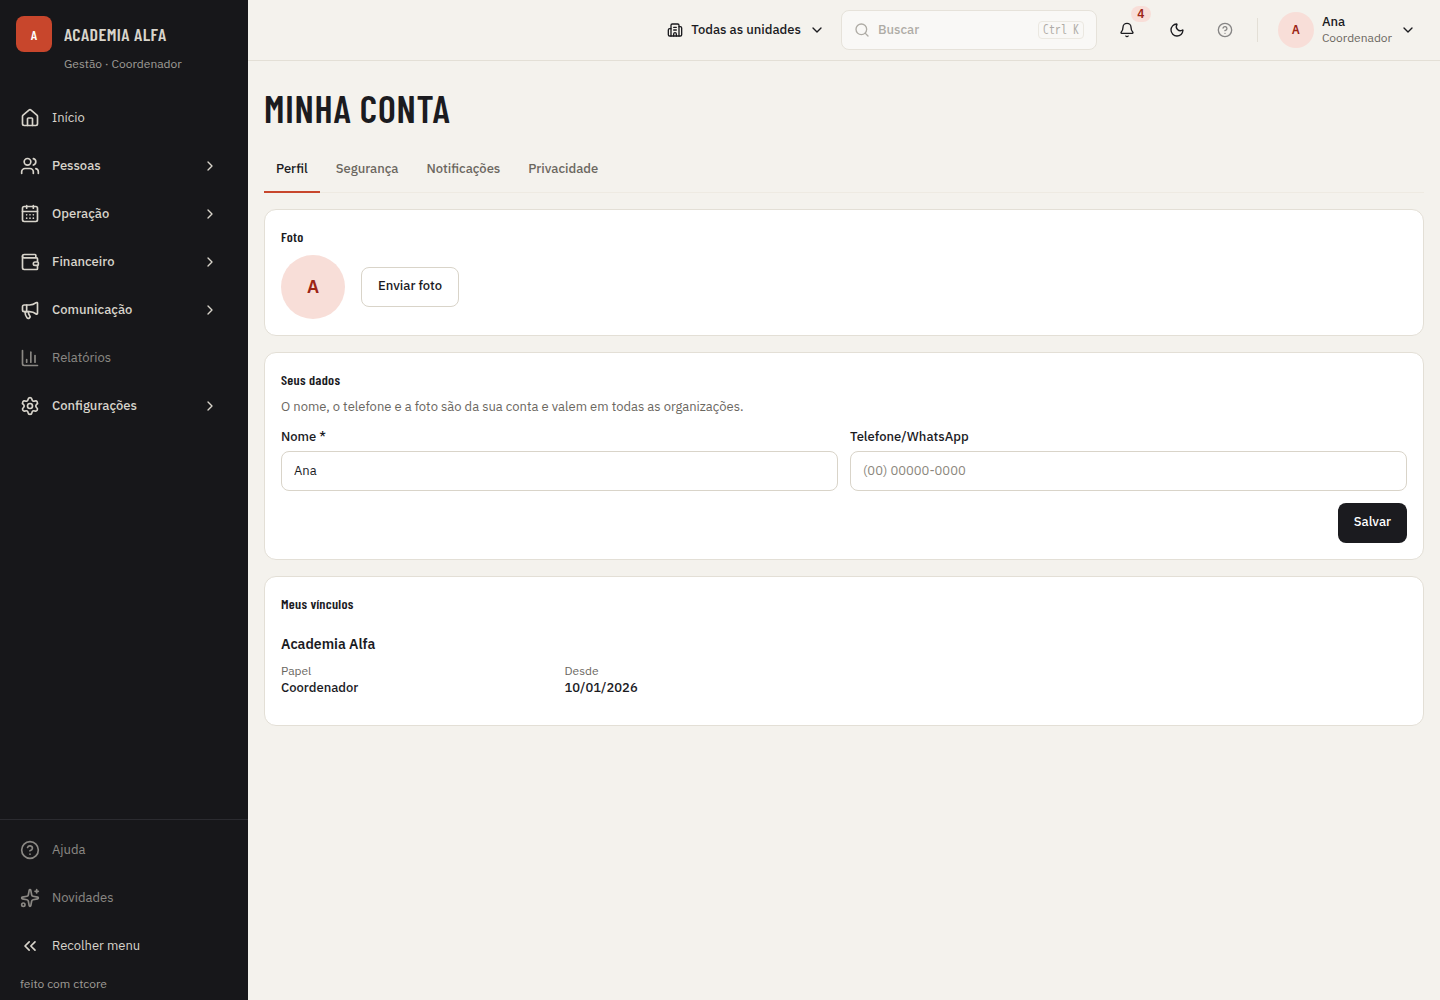 A
ACADEMIA ALFA
Gestão · Coordenador
Início
Pessoas
Operação
Financeiro
Comunicação
Relatórios
Configurações
Ajuda
Novidades
Recolher menu
feito com ctcore
Todas as unidades
Buscar
Ctrl K
4
A
Ana
Coordenador
MINHA CONTA
Perfil
Segurança
Notificações
Privacidade
Foto
A
Enviar foto
Seus dados
O nome, o telefone e a foto são da sua conta e valem em todas as organizações.
Nome *
Telefone/WhatsApp
Ana
(00) 00000-0000
Salvar
Meus vínculos
Academia Alfa
Papel
Desde
Coordenador
10/01/2026